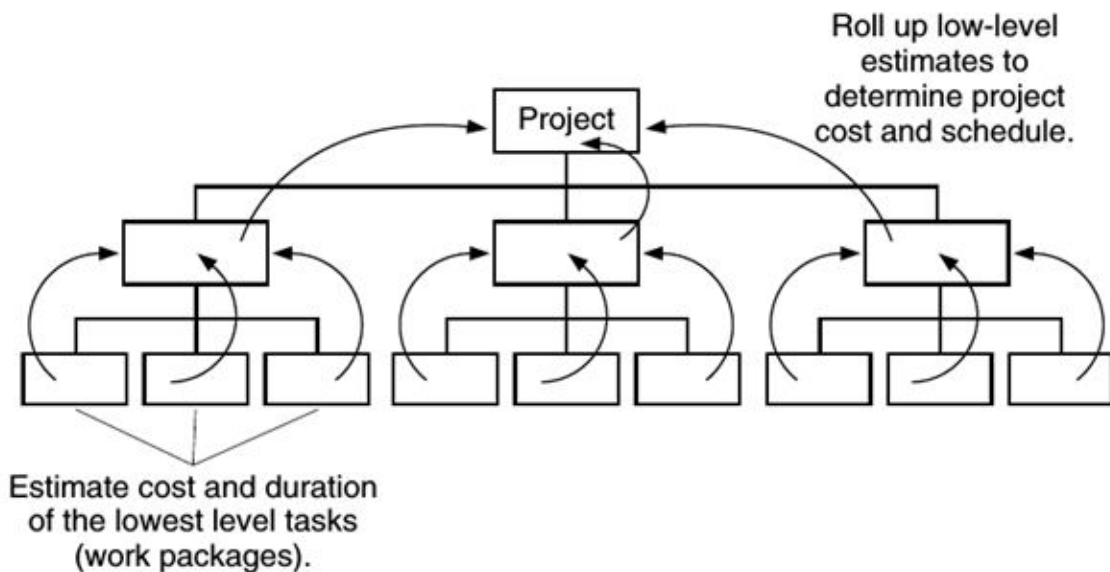 Roll up low-level
estimates to
determine project
cost and schedule.
Project
Estimate cost and duration
of the lowest level tasks
(work packages).